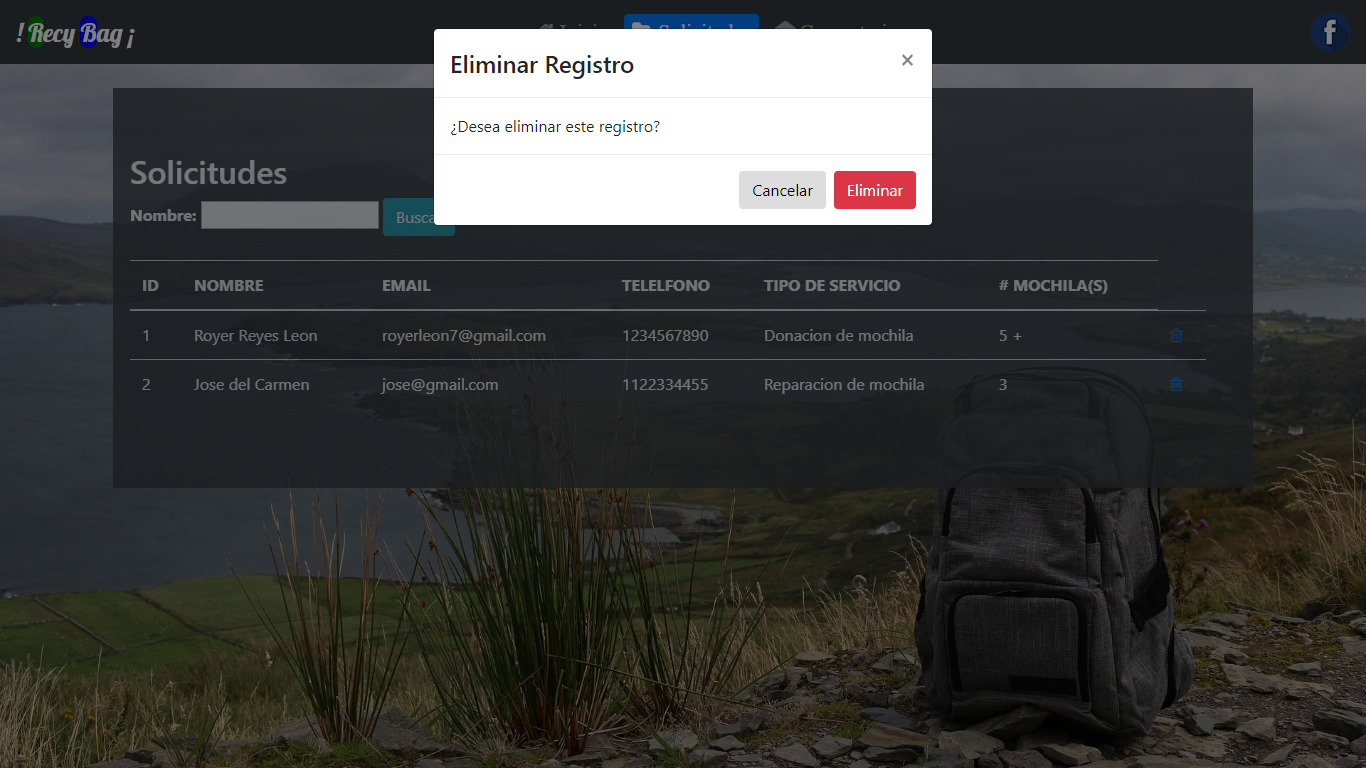 ! Recy Bag ¡
Eliminar Registro
×
¿Desea eliminar este registro?
Cancelar
Eliminar
Solicitudes
Nombre:
ID NOMBRE EMAIL TELELFONO TIPO DE SERVICIO # MOCHILA(S)
1 Royer Reyes Leon royerleon7@gmail.com 1234567890 Donacion de mochila 5 +
2 Jose del Carmen jose@gmail.com 1122334455 Reparacion de mochila 3